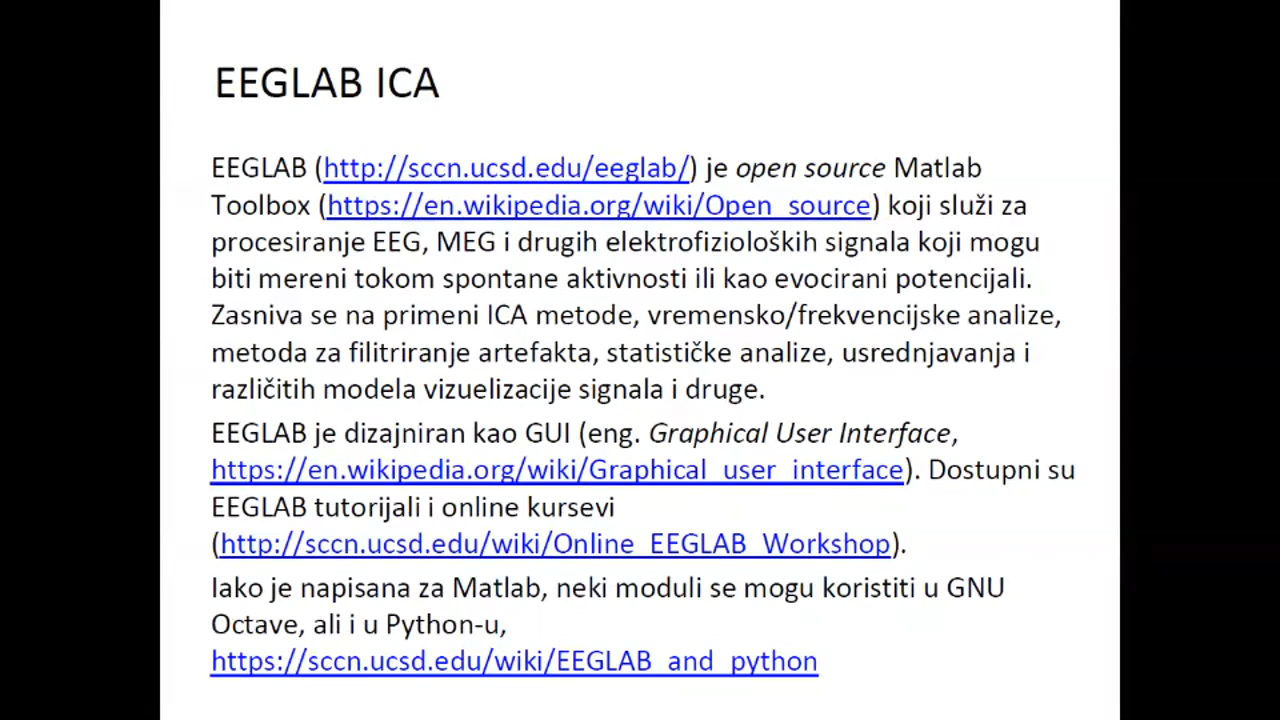 EEGLAB ICA
EEGLAB (http://sccn.ucsd.edu/eeglab/) je open source Matlab
Toolbox (https://en.wikipedia.org/wiki/Open_source) koji služi za
procesiranje EEG, MEG i drugih elektrofizioloških signala koji mogu
biti mereni tokom spontane aktivnosti ili kao evocirani potencijali.
Zasniva se na primeni ICA metode, vremensko/frekvencijske analize,
metoda za filitriranje artefakta, statističke analize, usrednjavanja i
različitih modela vizuelizacije signala i druge.
EEGLAB je dizajniran kao GUI (eng. Graphical User Interface,
https://en.wikipedia.org/wiki/Graphical_user_interface). Dostupni su
EEGLAB tutorijali i online kursevi
(http://sccn.ucsd.edu/wiki/Online_EEGLAB_Workshop).
Iako je napisana za Matlab, neki moduli se mogu koristiti u GNU
Octave, ali i u Python-u,
https://sccn.ucsd.edu/wiki/EEGLAB_and_python